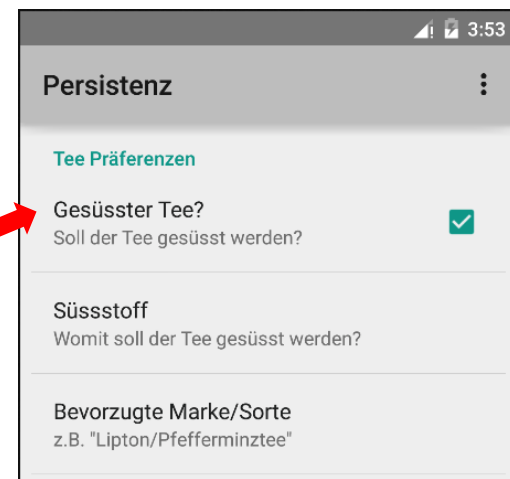 3:53
Persistenz
Tee Präferenzen
Gesüsster Tee?
Soll der Tee gesüsst werden?
Süssstoff
Womit soll der Tee gesüsst werden?
Bevorzugte Marke/Sorte
z.B. "Lipton/Pfefferminztee"